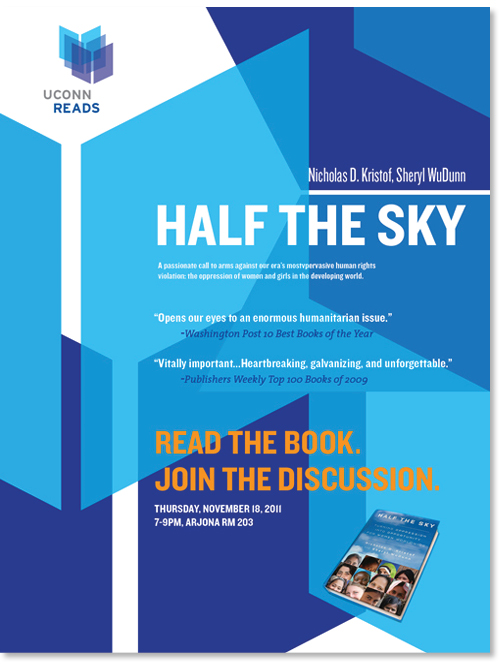 UCONN
READS
Nicholas D. Kristof, Sheryl WuDunn
HALF THE SKY
A passionate call to arms against our era's mostvpervasive human rights
violation: the oppression of women and girls in the developing world.
“Opens our eyes to an enormous humanitarian issue.”
-Washington Post 10 Best Books of the Year
“Vitally important...Heartbreaking, galvanizing, and unforgettable.”
-Publishers Weekly Top 100 Books of 2009
READ THE BOOK.
JOIN THE DISCUSSION.
THURSDAY, NOVEMBER 18, 2011
7-9PM, ARJONA RM 203
HALF THE SKY